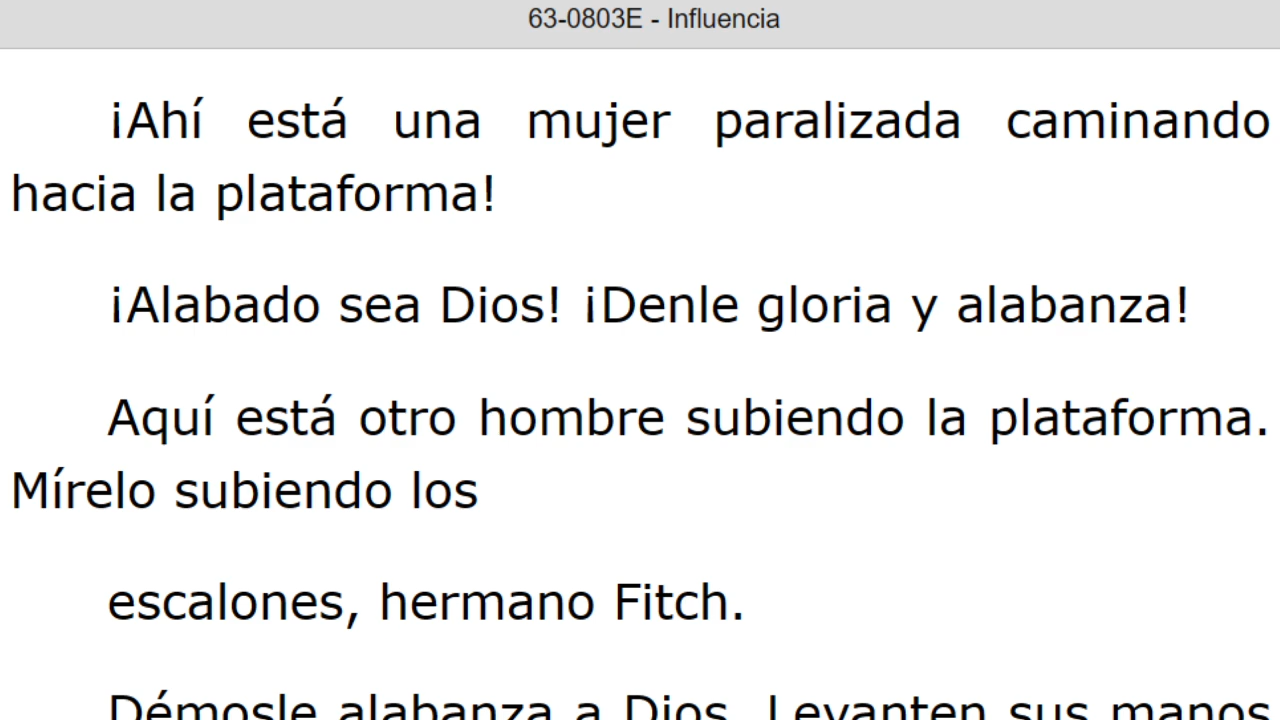 63-0803E - Influencia
¡Ahí está una mujer paralizada caminando
hacia la plataforma!
¡Alabado sea Dios! ¡Denle gloria y alabanza!
Aquí está otro hombre subiendo la plataforma.
Mírelo subiendo los
escalones, hermano Fitch.
Démosle alabanza a Dios. Levanten sus manos